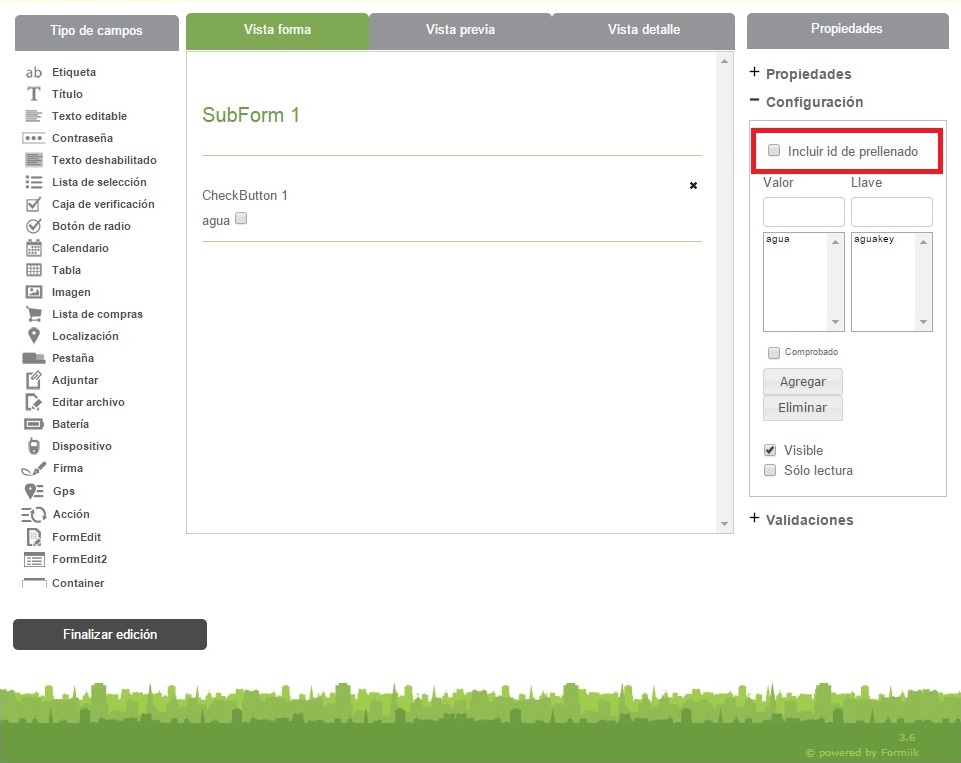 Tipo de campos
ab Etiqueta
T Título
Texto editable
Contraseña
Texto deshabilitado
Lista de selección
Caja de verificación
Botón de radio
Calendario
Tabla
Imagen
Lista de compras
Localización
Pestaña
Adjuntar
Editar archivo
Batería
Dispositivo
Firma
Gps
Acción
FormEdit
FormEdit2
Container
Finalizar edición
Vista forma
Vista previa
Vista detalle
SubForm 1
CheckButton 1
agua
Propiedades
+ Propiedades
− Configuración
Incluir id de prellenado
Valor Llave
agua aguakey
Comprobado
Agregar
Eliminar
Visible
Sólo lectura
+ Validaciones
3.6
© powered by Formiik